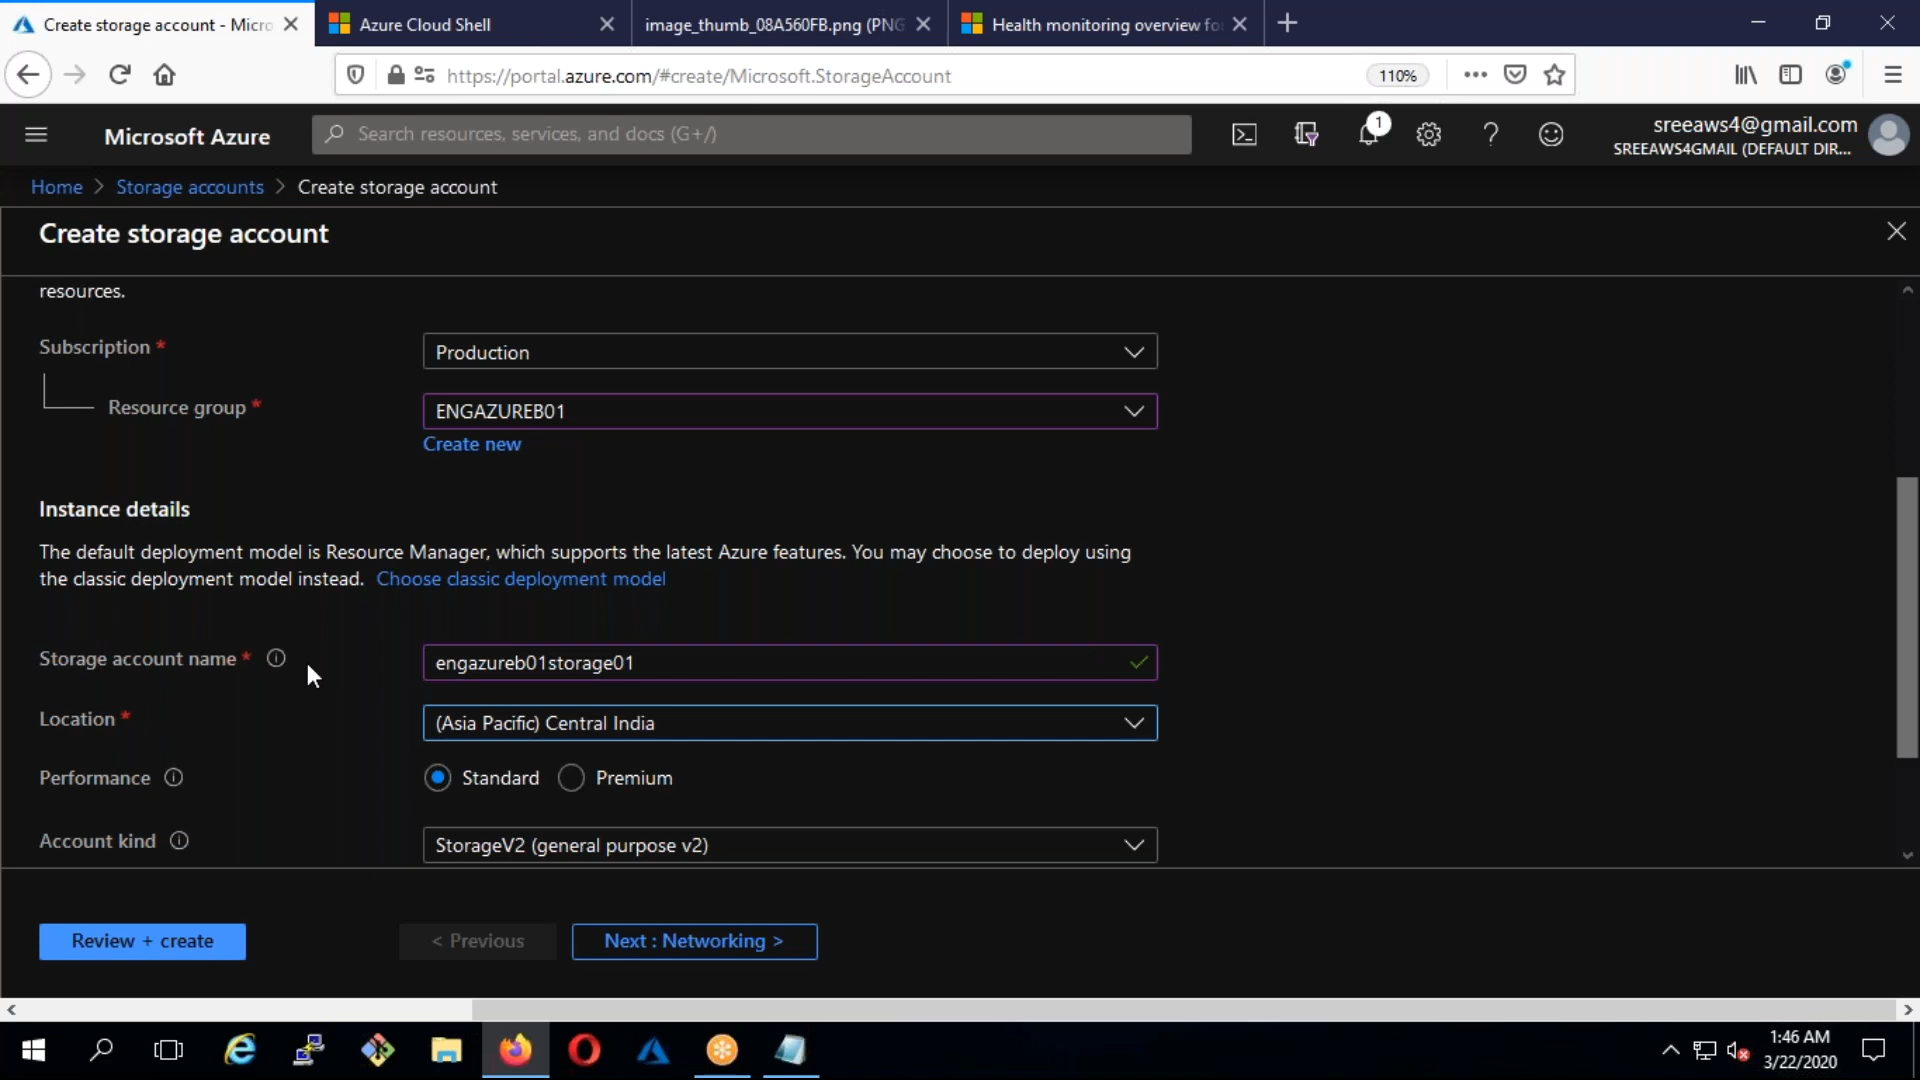 Create storage account - Micro
Azure Cloud Shell
image_thumb_08A560FB.png (PNG
Health monitoring overview fo
https://portal.azure.com/#create/Microsoft.StorageAccount
110%
Microsoft Azure
Search resources, services, and docs (G+/)
1
sreeaws4@gmail.com
SREEAWS4GMAIL (DEFAULT DIR...
Home > Storage accounts > Create storage account
Create storage account
resources.
Subscription *
Production
Resource group *
ENGAZUREB01
Create new
Instance details
The default deployment model is Resource Manager, which supports the latest Azure features. You may choose to deploy using
the classic deployment model instead. Choose classic deployment model
Storage account name *
engazureb01storage01
Location *
(Asia Pacific) Central India
Performance
Standard
Premium
Account kind
StorageV2 (general purpose v2)
Review + create
< Previous
Next : Networking >
1:46 AM
3/22/2020